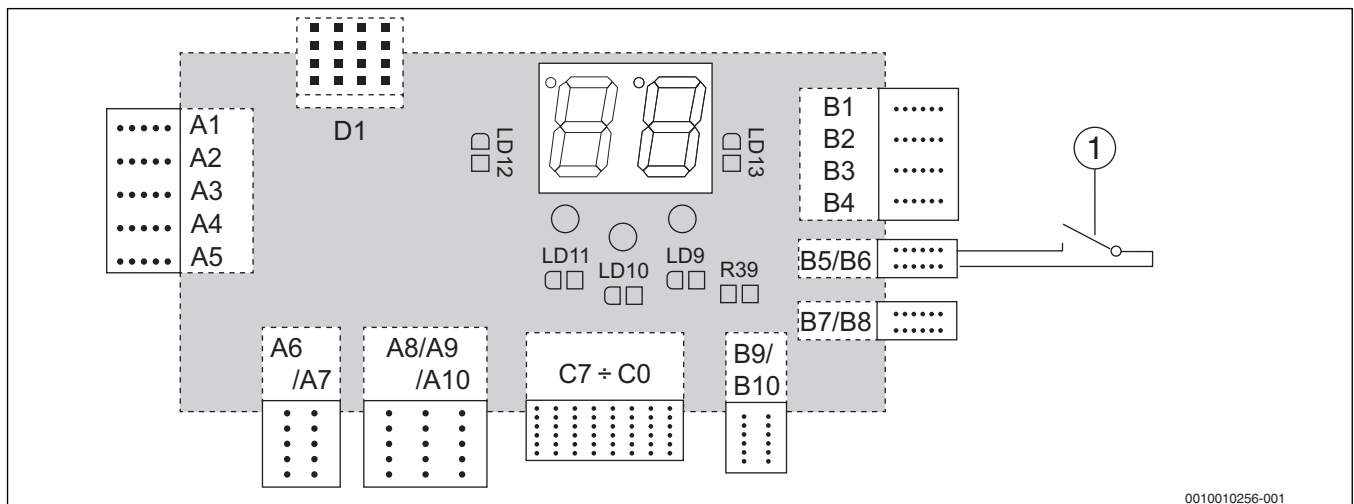 D1
A1
A2
A3
A4
A5
LD12
LD13
B1
B2
B3
B4
1
LD11
LD10
LD9
R39
B5/B6
B7/B8
A6
/A7
A8/A9
/A10
C7 ÷ C0
B9/
B10
0010010256-001